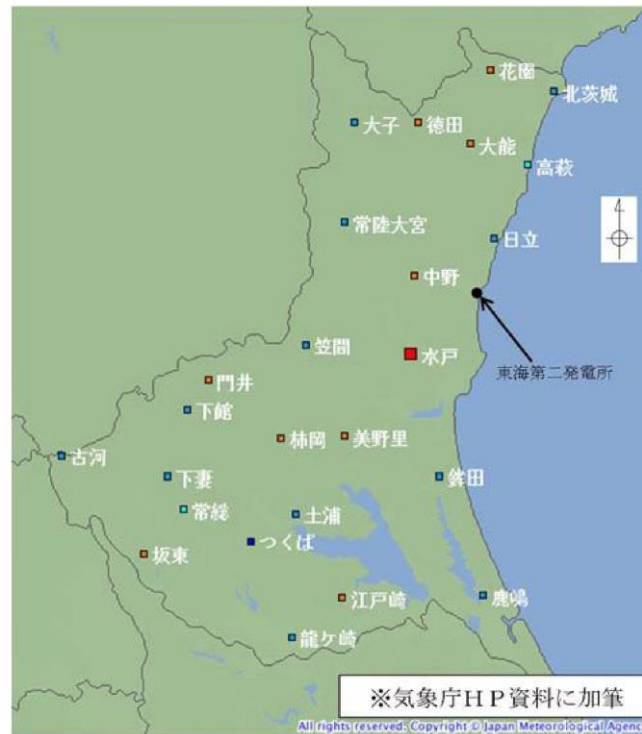 花園
北茨城
大子
徳田
大能
高萩
常陸大宮
日立
中野
笠間
水戸
東海第二発電所
門井
下館
柿岡
美野里
古河
下妻
鉾田
常総
土浦
つくば
坂東
江戸崎
鹿嶋
龍ケ崎
※気象庁HP資料に加筆
All rights reserved. Copyright © Japan Meteorological Agenc